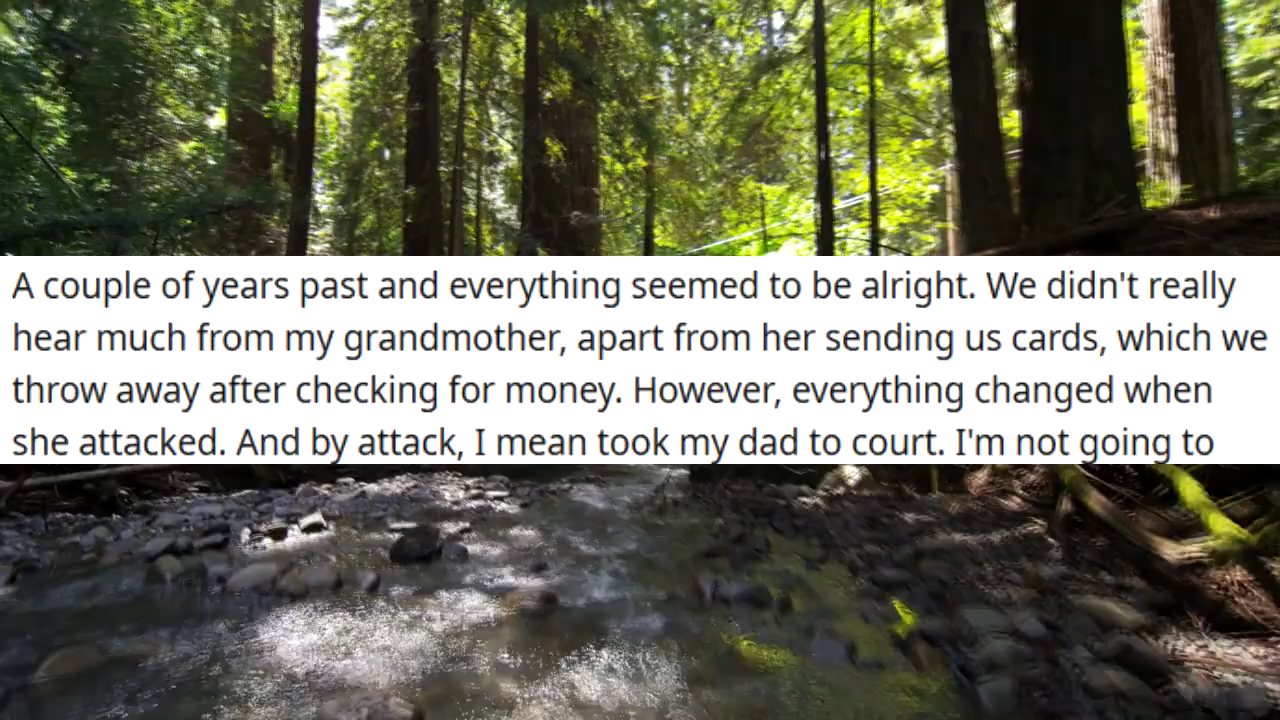 A couple of years past and everything seemed to be alright. We didn't really
hear much from my grandmother, apart from her sending us cards, which we
throw away after checking for money. However, everything changed when
she attacked. And by attack, I mean took my dad to court. I'm not going to